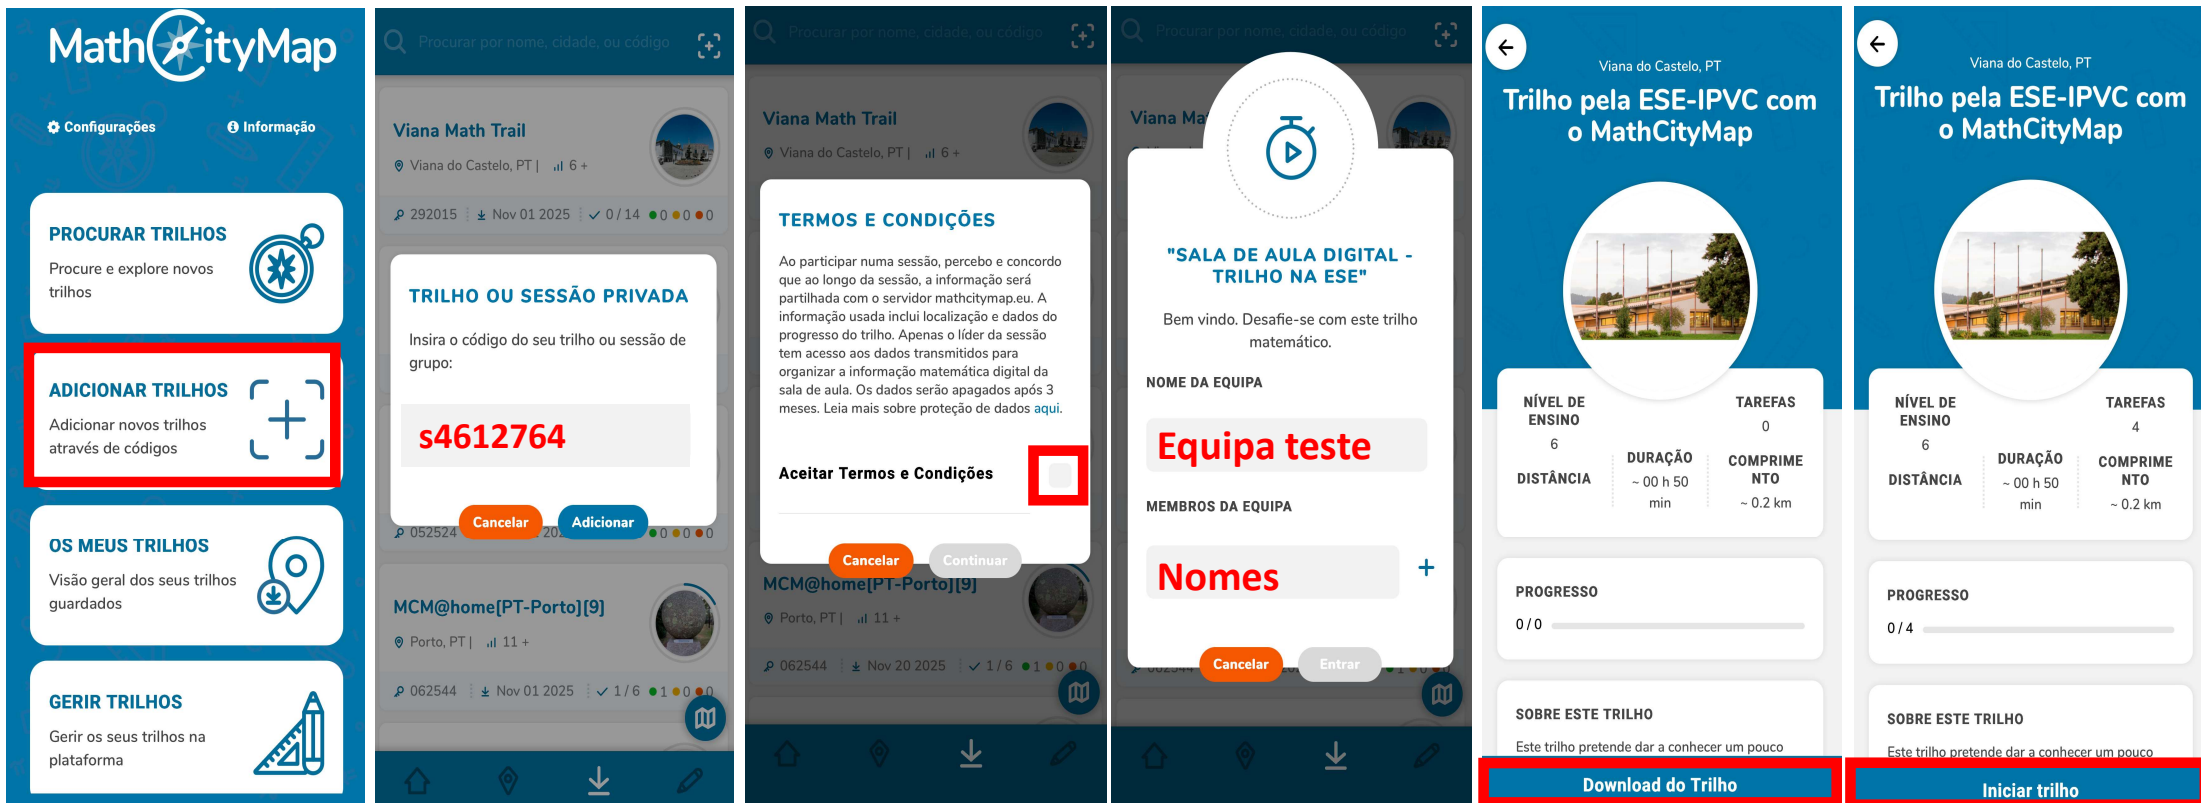 MathCityMap
Configurações
Informação
PROCURAR TRILHOS
Procure e explore novos
trilhos
ADICIONAR TRILHOS
Adicionar novos trilhos
através de códigos
OS MEUS TRILHOS
Visão geral dos seus trilhos
guardados
GERIR TRILHOS
Gerir os seus trilhos na
plataforma
Procurar por nome, cidade, ou código
Viana Math Trail
Viana do Castelo, PT | 6 +
292015 Nov 01 2025 0 / 14 0 0 0
TRILHO OU SESSÃO PRIVADA
Insira o código do seu trilho ou sessão de
grupo:
s4612764
Cancelar
Adicionar
052524 0 0 0
MCM@home[PT-Porto][9]
Porto, PT | 11 +
062544 Nov 01 2025 1 / 6 1 0 0
Procurar por nome, cidade, ou código
Viana Math Trail
Viana do Castelo, PT | 6 +
TERMOS E CONDIÇÕES
Ao participar numa sessão, percebo e concordo
que ao longo da sessão, a informação será
partilhada com o servidor mathcitymap.eu. A
informação usada inclui localização e dados do
progresso do trilho. Apenas o líder da sessão
tem acesso aos dados transmitidos para
organizar a informação matemática digital da
sala de aula. Os dados serão apagados após 3
meses. Leia mais sobre proteção de dados aqui.
Aceitar Termos e Condições
Cancelar
Continuar
MCM@home[PT-Porto][9]
Porto, PT | 11 +
062544 Nov 20 2025 1 / 6 1 0 0
Procurar por nome, cidade, ou código
Viana Ma
"SALA DE AULA DIGITAL -
TRILHO NA ESE"
Bem vindo. Desafie-se com este trilho
matemático.
NOME DA EQUIPA
Equipa teste
MEMBROS DA EQUIPA
Nomes
+
Cancelar
Entrar
Viana do Castelo, PT
Trilho pela ESE-IPVC com
o MathCityMap
NÍVEL DE
ENSINO
6
DISTÂNCIA
DURAÇÃO
~ 00 h 50
min
TAREFAS
0
COMPRIME
NTO
~ 0.2 km
PROGRESSO
0 / 0
SOBRE ESTE TRILHO
Este trilho pretende dar a conhecer um pouco
Download do Trilho
Viana do Castelo, PT
Trilho pela ESE-IPVC com
o MathCityMap
NÍVEL DE
ENSINO
6
DISTÂNCIA
DURAÇÃO
~ 00 h 50
min
TAREFAS
4
COMPRIME
NTO
~ 0.2 km
PROGRESSO
0 / 4
SOBRE ESTE TRILHO
Este trilho pretende dar a conhecer um pouco
Iniciar trilho